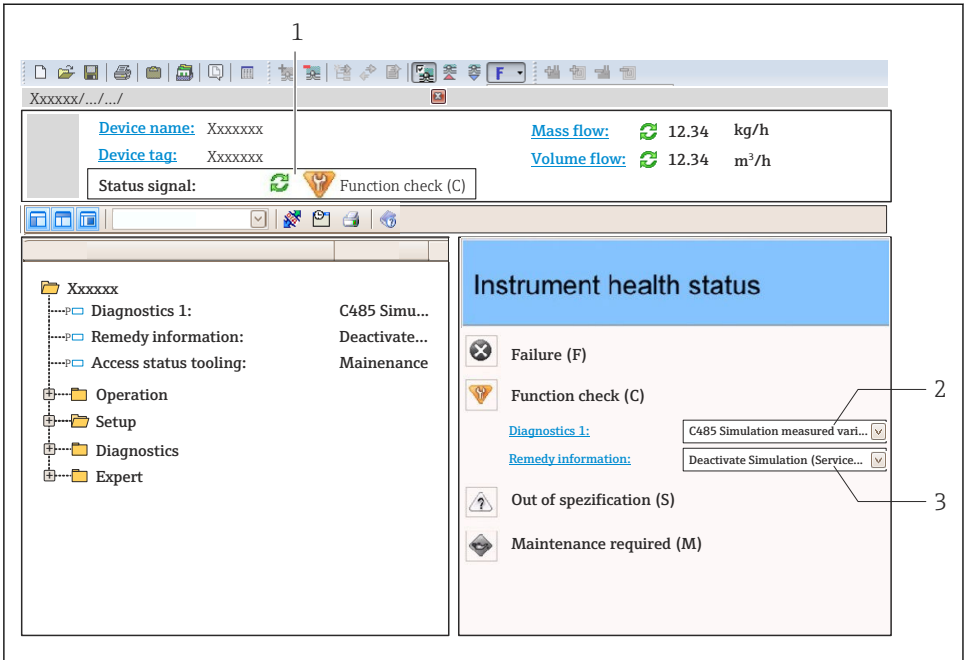 1
F
Xxxxxx/.../.../
Device name: Xxxxxxx
Mass flow: 12.34 kg/h
Device tag: Xxxxxxx
Volume flow: 12.34 m³/h
Status signal: Function check (C)
Xxxxxx
Diagnostics 1: C485 Simu...
Remedy information: Deactivate...
Access status tooling: Mainenance
Operation
Setup
Diagnostics
Expert
Instrument health status
Failure (F)
Function check (C)
2
Diagnostics 1: C485 Simulation measured vari...
Remedy information: Deactivate Simulation (Service...
3
Out of spezification (S)
Maintenance required (M)